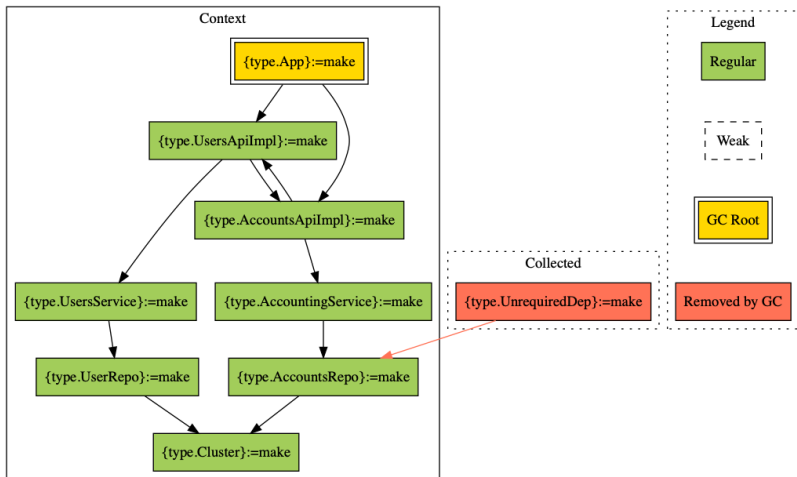 Context
{type.App}:=make
{type.UsersApiImpl}:=make
{type.AccountsApiImpl}:=make
{type.UsersService}:=make
{type.AccountingService}:=make
{type.UserRepo}:=make
{type.AccountsRepo}:=make
{type.Cluster}:=make
Collected
{type.UnrequiredDep}:=make
Legend
Regular
Weak
GC Root
Removed by GC